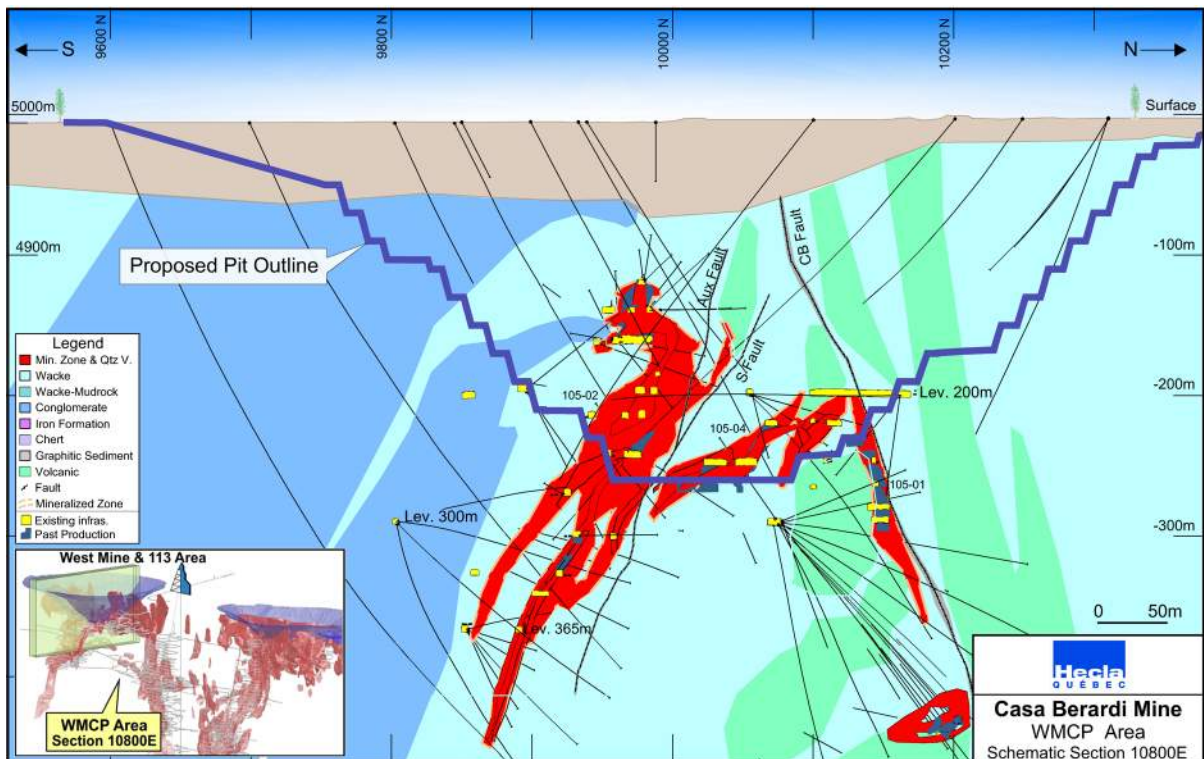 9600 N
9800 N
10000 N
10200 N
S
N
5000m
Surface
4900m
-100m
Proposed Pit Outline
Aux Fault
CB Fault
S.Fault
Legend
Min. Zone & Qtz V.
Wacke
Wacke-Mudrock
Conglomerate
Iron Formation
Chert
Graphitic Sediment
Volcanic
Fault
Mineralized Zone
Existing infras.
Past Production
105-02
Lev. 200m
-200m
105-04
105-01
Lev. 300m
-300m
Lev. 365m
West Mine & 113 Area
WMCP Area
Section 10800E
0 50m
Hecla
QUÉBEC
Casa Berardi Mine
WMCP Area
Schematic Section 10800E